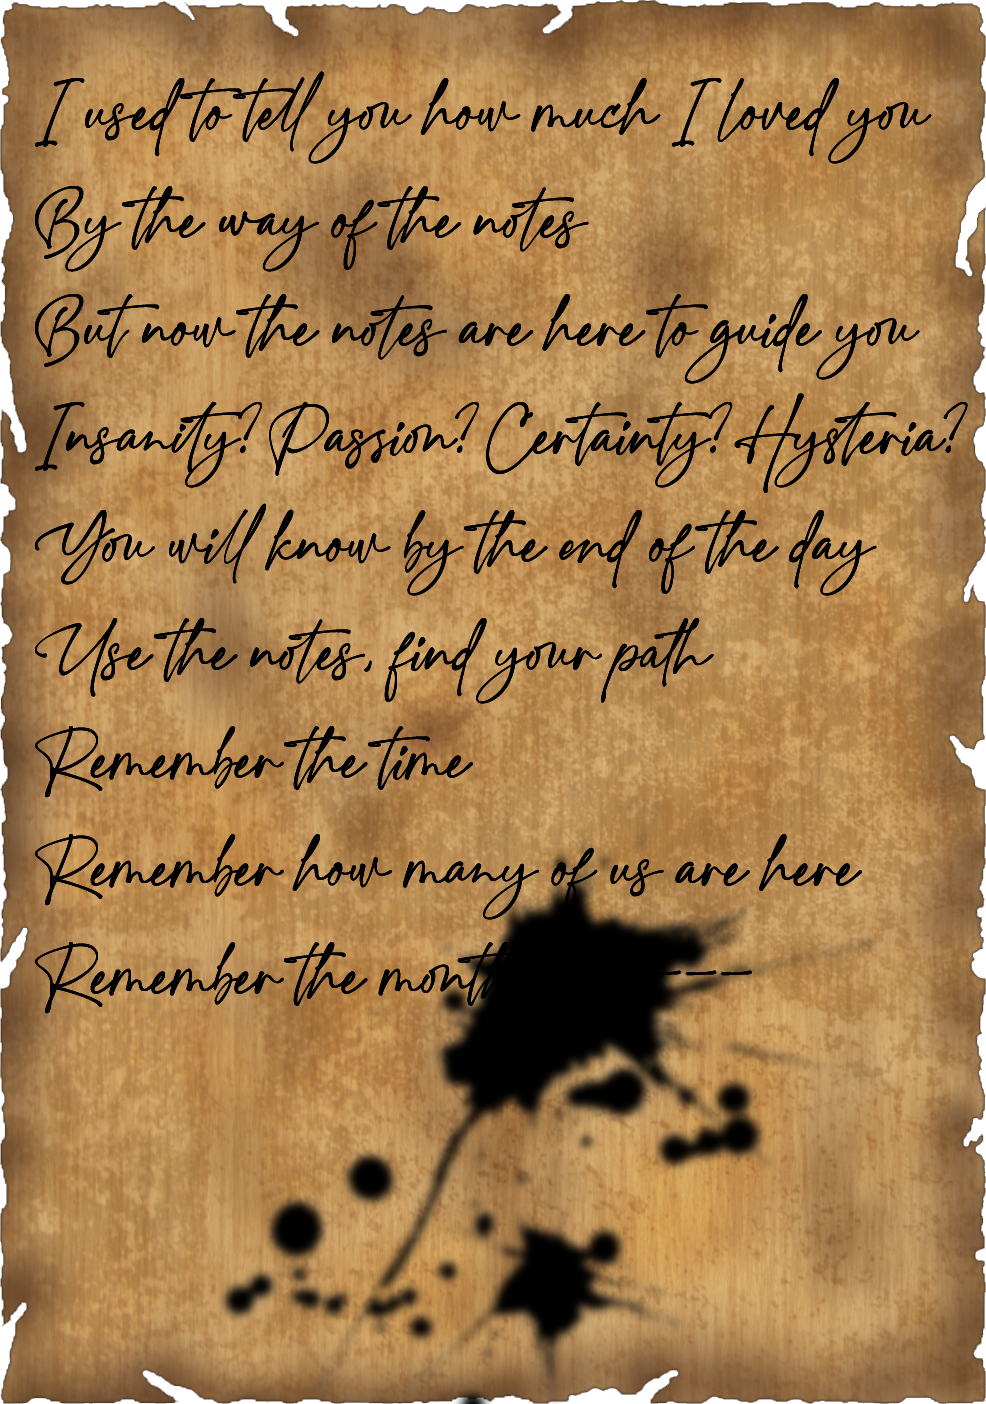 I used to tell you how much I loved you
By the way of the notes
But now the notes are here to guide you
Insanity? Passion? Certainty? Hysteria?
You will know by the end of the day
Use the notes, find your path
Remember the time
Remember how many of us are here
Remember the month ---